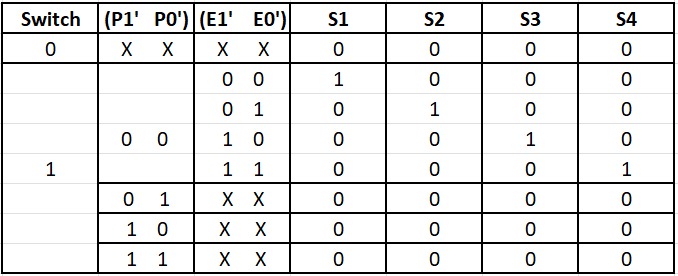 Switch (P1' P0') (E1' E0') S1 S2 S3 S4
0 X X X X 0 0 0 0
0 0 1 0 0 0
0 1 0 1 0 0
0 0 1 0 0 0 1 0
1 1 1 0 0 0 1
0 1 X X 0 0 0 0
1 0 X X 0 0 0 0
1 1 X X 0 0 0 0